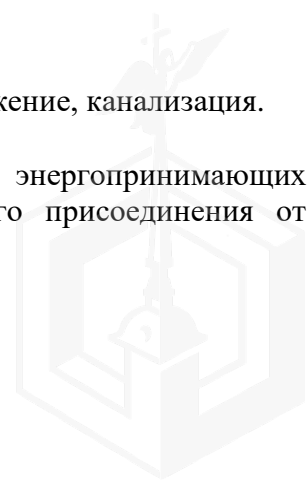 жение, канализация.
энергопринимающих
го присоединения от